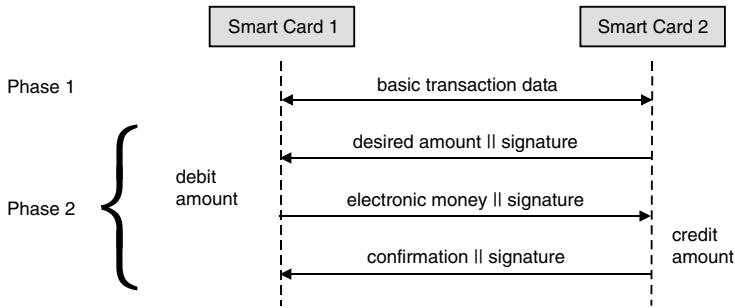 Smart Card 1
Smart Card 2
Phase 1
basic transaction data
desired amount || signature
debit
amount
electronic money || signature
Phase 2
credit
amount
confirmation || signature